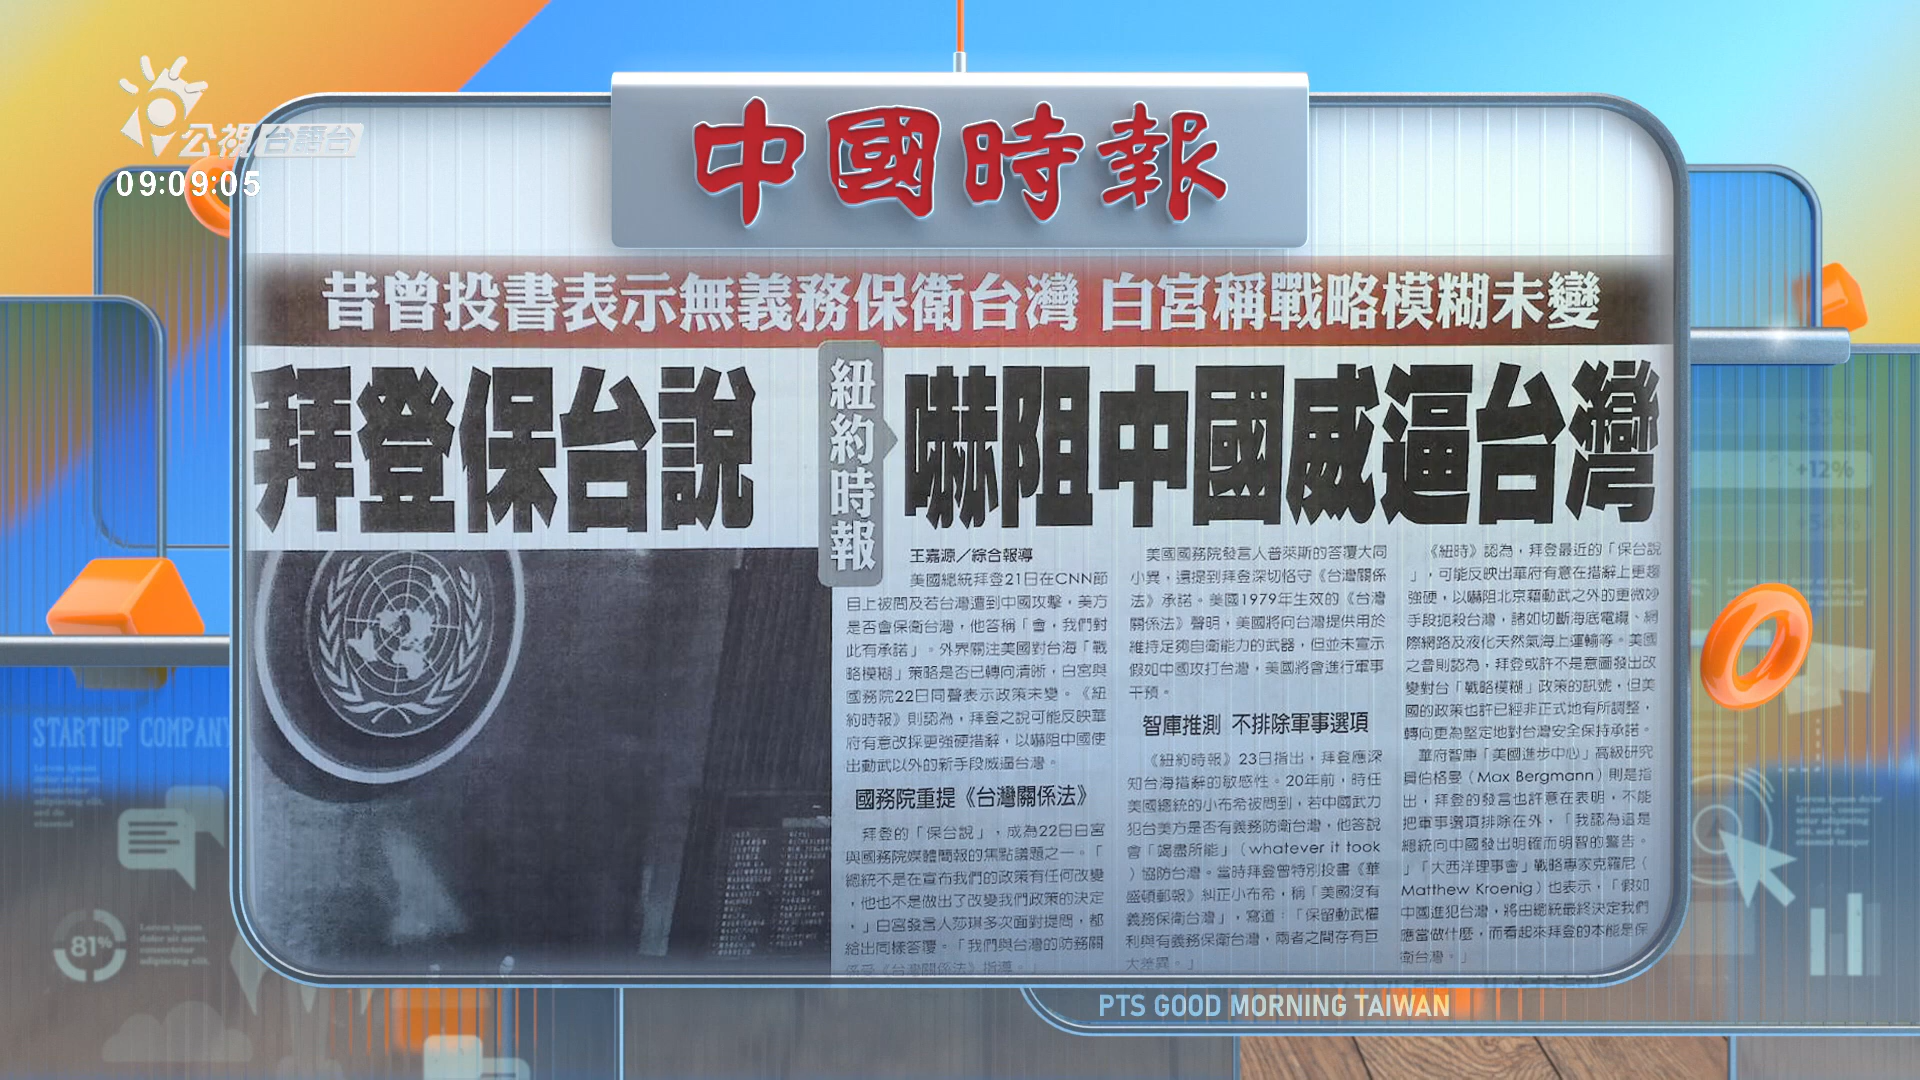 公視台語台
09:09:05
中國時報
昔曾投書表示無義務保衛台灣 白宮稱戰略模糊未變
拜登保台說
紐約時報
嚇阻中國威逼台灣
王嘉源／綜合報導
美國總統拜登21日在CNN節
目上被問及若台灣遭到中國攻擊，美方
是否會保衛台灣，他答稱「會，我們對
此有承諾」。外界關注美國對台海「戰
略模糊」策略是否已轉向清晰，白宮與
國務院22日同聲表示政策未變。《紐
約時報》則認為，拜登之說可能反映華
府有意改採更強硬措辭，以嚇阻中國使
出動武以外的新手段威逼台灣。
國務院重提《台灣關係法》
拜登的「保台說」，成為22日白宮
與國務院媒體簡報的焦點議題之一。「
總統不是在宣布我們的政策有任何改變
，他也不是做出了改變我們政策的決定
。」白宮發言人莎琪多次面對提問，都
給出同樣答覆。「我們與台灣的防務關
係受《台灣關係法》指導。」
美國國務院發言人普萊斯的答覆大同
小異，還提到拜登深切恪守《台灣關係
法》承諾。美國1979年生效的《台灣
關係法》聲明，美國將向台灣提供用於
維持足夠自衛能力的武器，但並未宣示
假如中國攻打台灣，美國將會進行軍事
干預。
智庫推測 不排除軍事選項
《紐約時報》23日指出，拜登應深
知台海措辭的敏感性。20年前，時任
美國總統的小布希被問到，若中國武力
犯台美方是否有義務防衛台灣，他答說
會「竭盡所能」（whatever it took
）協防台灣。當時拜登曾特別投書《華
盛頓郵報》糾正小布希，稱「美國沒有
義務保衛台灣」，寫道：「保留動武權
利與有義務保衛台灣，兩者之間存有巨
大差異。」
《紐時》認為，拜登最近的「保台說
」，可能反映出華府有意在措辭上更趨
強硬，以嚇阻北京藉動武之外的更微妙
手段扼殺台灣，諸如切斷海底電纜、網
際網路及液化天然氣海上運輸等。美國
之音則認為，拜登或許不是意圖發出改
變對台「戰略模糊」政策的訊號，但美
國的政策也許已經非正式地有所調整，
轉向更為堅定地對台灣安全保持承諾。
華府智庫「美國進步中心」高級研究
員伯格曼（Max Bergmann）則是指
出，拜登的發言也許意在表明，不能
把軍事選項排除在外，「我認為這是
總統向中國發出明確而明智的警告。
」「大西洋理事會」戰略專家克羅尼（
Matthew Kroenig）也表示，「假如
中國進犯台灣，將由總統最終決定我們
應當做什麼，而看起來拜登的本能是保
衛台灣。」
STARTUP COMPANY
81%
+12%
PTS GOOD MORNING TAIWAN